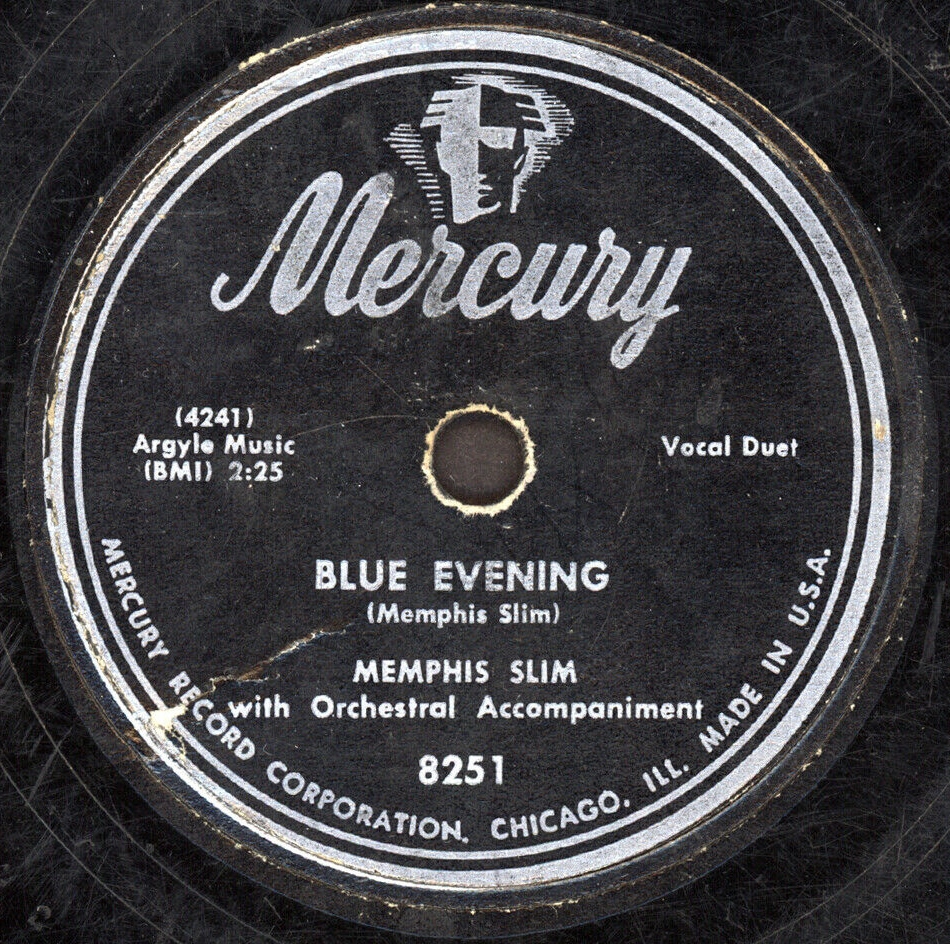 Mercury
(4241)
Argyle Music
(BMI) 2:25
Vocal Duet
BLUE EVENING
(Memphis Slim)
MEMPHIS SLIM
with Orchestral Accompaniment
8251
MERCURY RECORD CORPORATION. CHICAGO. ILL. MADE IN U.S.A.